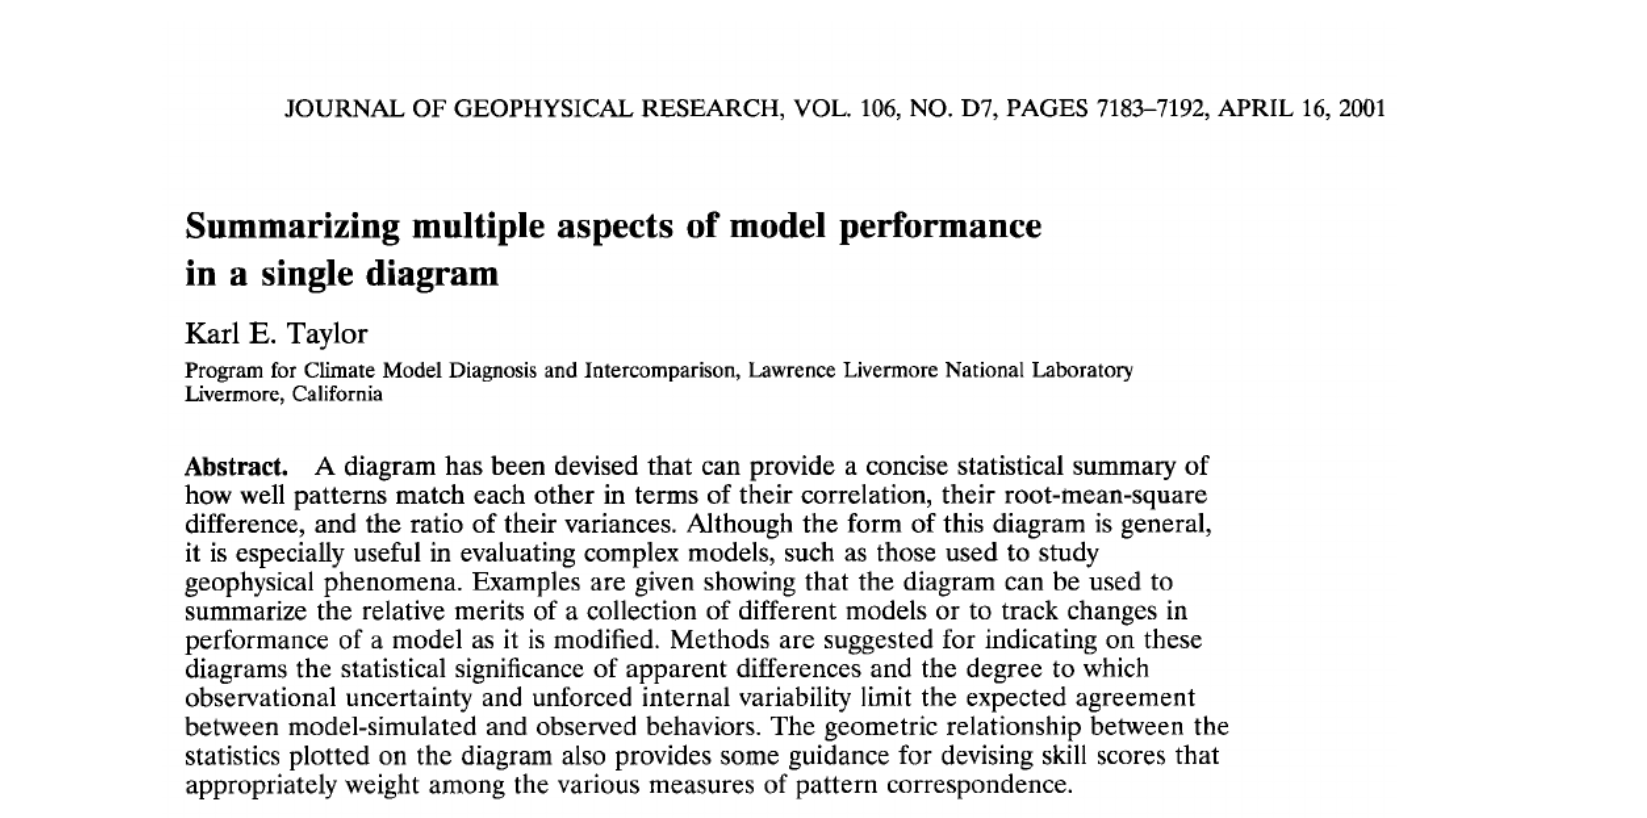 JOURNAL OF GEOPHYSICAL RESEARCH, VOL. 106, NO. D7, PAGES 7183–7192, APRIL 16, 2001
Summarizing multiple aspects of model performance
in a single diagram
Karl E. Taylor
Program for Climate Model Diagnosis and Intercomparison, Lawrence Livermore National Laboratory
Livermore, California
Abstract. A diagram has been devised that can provide a concise statistical summary of
how well patterns match each other in terms of their correlation, their root-mean-square
difference, and the ratio of their variances. Although the form of this diagram is general,
it is especially useful in evaluating complex models, such as those used to study
geophysical phenomena. Examples are given showing that the diagram can be used to
summarize the relative merits of a collection of different models or to track changes in
performance of a model as it is modified. Methods are suggested for indicating on these
diagrams the statistical significance of apparent differences and the degree to which
observational uncertainty and unforced internal variability limit the expected agreement
between model-simulated and observed behaviors. The geometric relationship between the
statistics plotted on the diagram also provides some guidance for devising skill scores that
appropriately weight among the various measures of pattern correspondence.